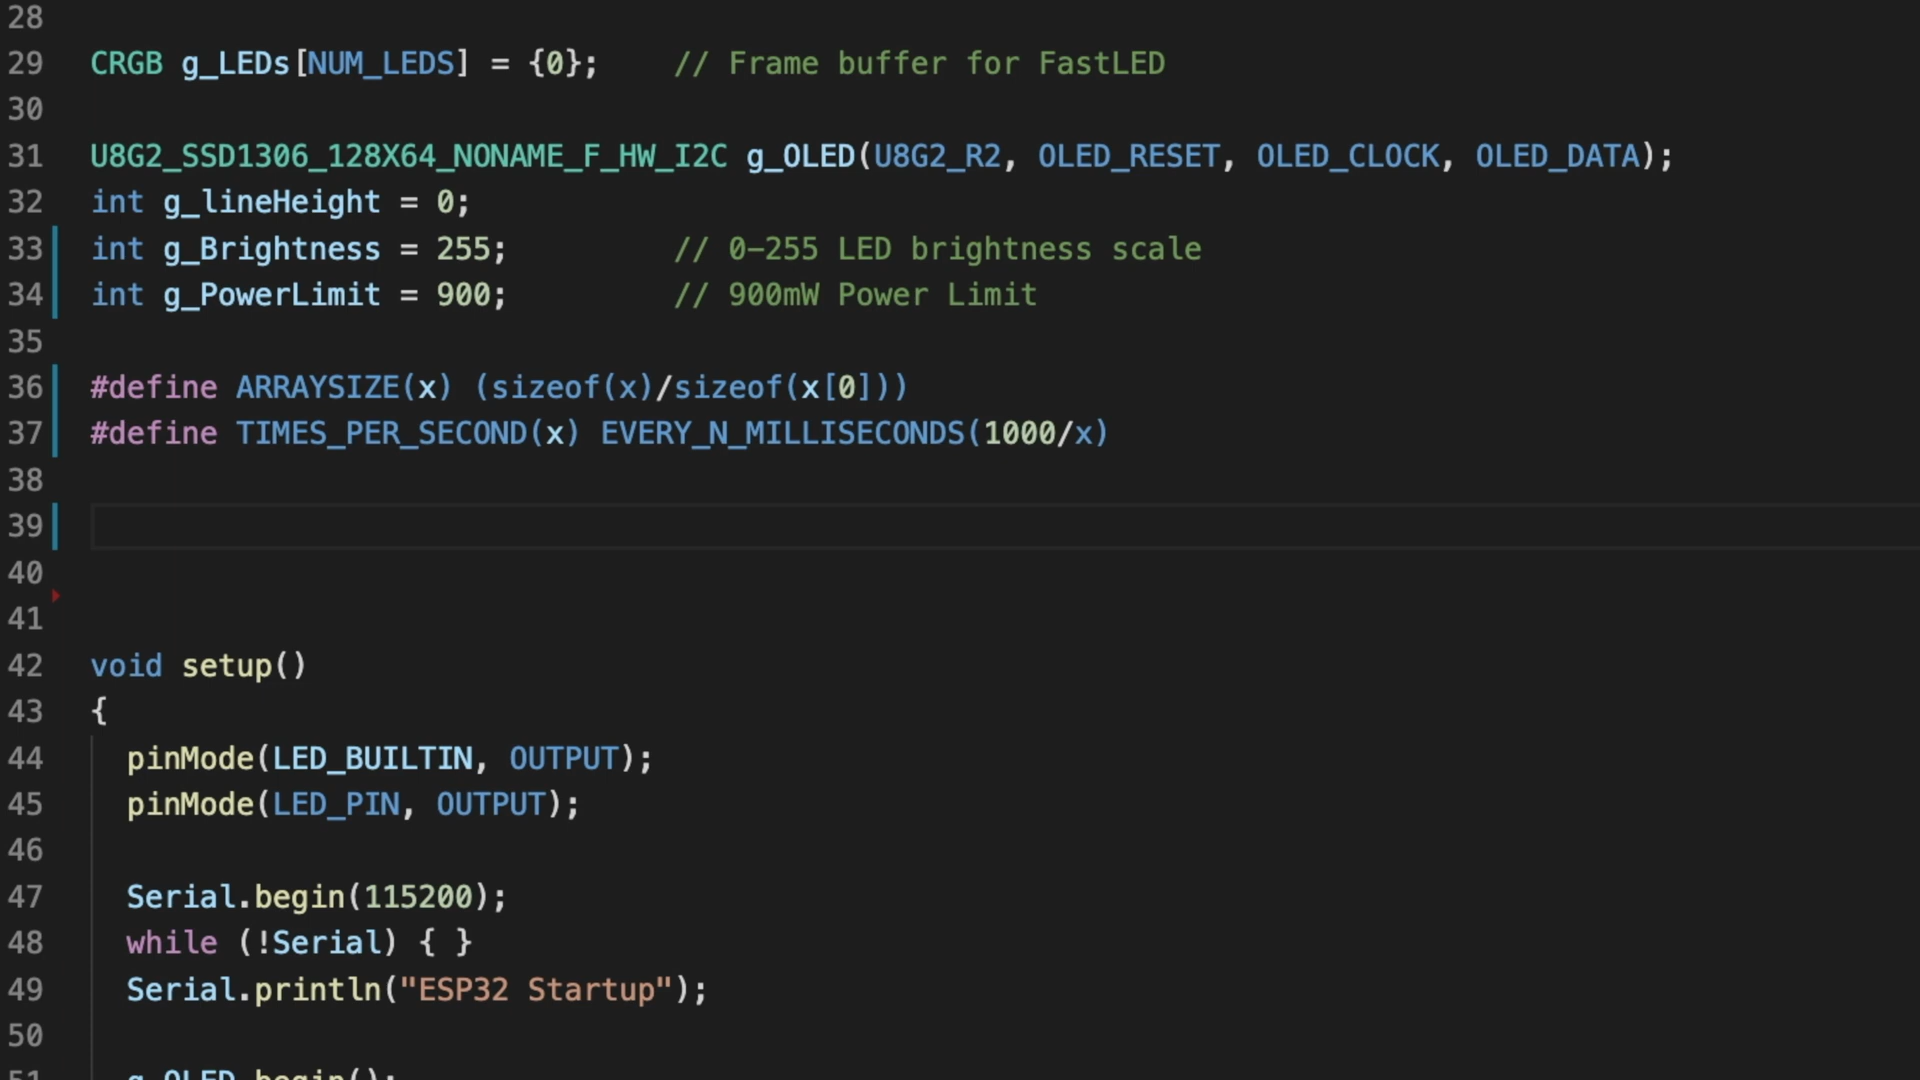 28
29 CRGB g_LEDs[NUM_LEDS] = {0};    // Frame buffer for FastLED
30
31 U8G2_SSD1306_128X64_NONAME_F_HW_I2C g_OLED(U8G2_R2, OLED_RESET, OLED_CLOCK, OLED_DATA);
32 int g_lineHeight = 0;
33 int g_Brightness = 255;         // 0-255 LED brightness scale
34 int g_PowerLimit = 900;         // 900mW Power Limit
35
36 #define ARRAYSIZE(x) (sizeof(x)/sizeof(x[0]))
37 #define TIMES_PER_SECOND(x) EVERY_N_MILLISECONDS(1000/x)
38
39
40
41
42 void setup()
43 {
44   pinMode(LED_BUILTIN, OUTPUT);
45   pinMode(LED_PIN, OUTPUT);
46
47   Serial.begin(115200);
48   while (!Serial) { }
49   Serial.println("ESP32 Startup");
50
51   g_OLED.begin();